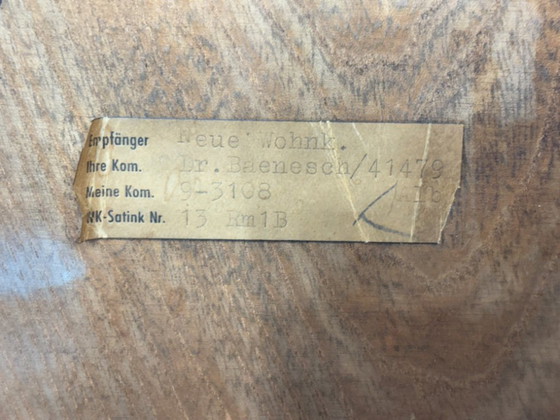 Empfänger Neue Wohnk.
Ihre Kom. Dr. Baenesch/41479
Meine Kom. 9-3108
WK-Satink Nr. 13 Rm1B